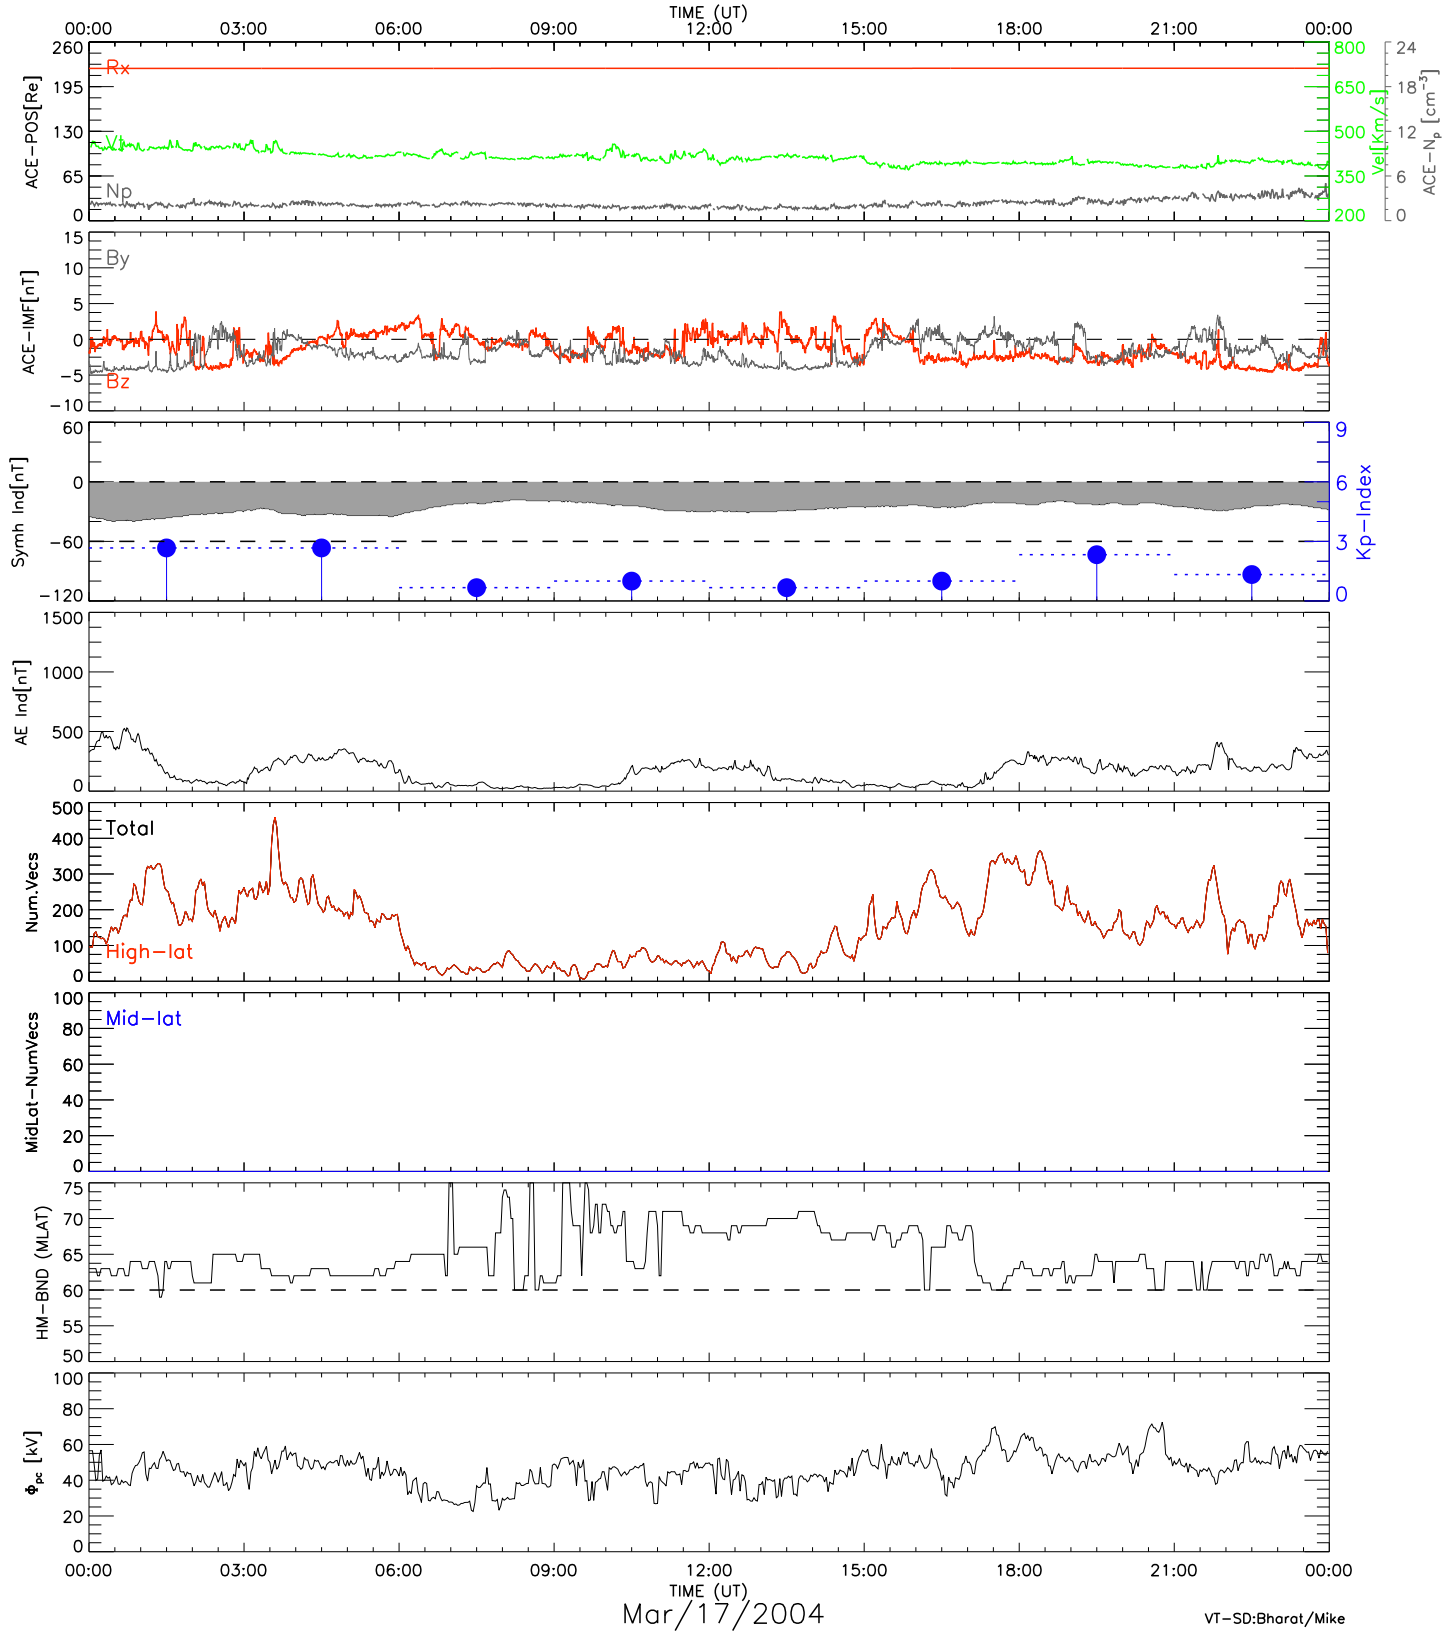 TIME (UT)
00:00 03:00 06:00 09:00 12:00 15:00 18:00 21:00 00:00
ACE-POS[Re]
260
195
130
65
0
Rx
Vt
Np
800
650
500
350
200
Vel[Km/s]
24
18
12
6
0
ACE-Np [cm⁻³]
ACE-IMF[nT]
15
10
5
0
-5
-10
By
Bz
Symh Ind[nT]
60
0
-60
-120
9
6
3
0
Kp-Index
AE Ind[nT]
1500
1000
500
0
Num.Vecs
500
400
300
200
100
0
Total
High-lat
MidLat-NumVecs
100
80
60
40
20
0
Mid-lat
HM-BND (MLAT)
75
70
65
60
55
50
Φpc [kV]
100
80
60
40
20
0
00:00 03:00 06:00 09:00 12:00 15:00 18:00 21:00 00:00
TIME (UT)
Mar/17/2004
VT-SD:Bharat/Mike